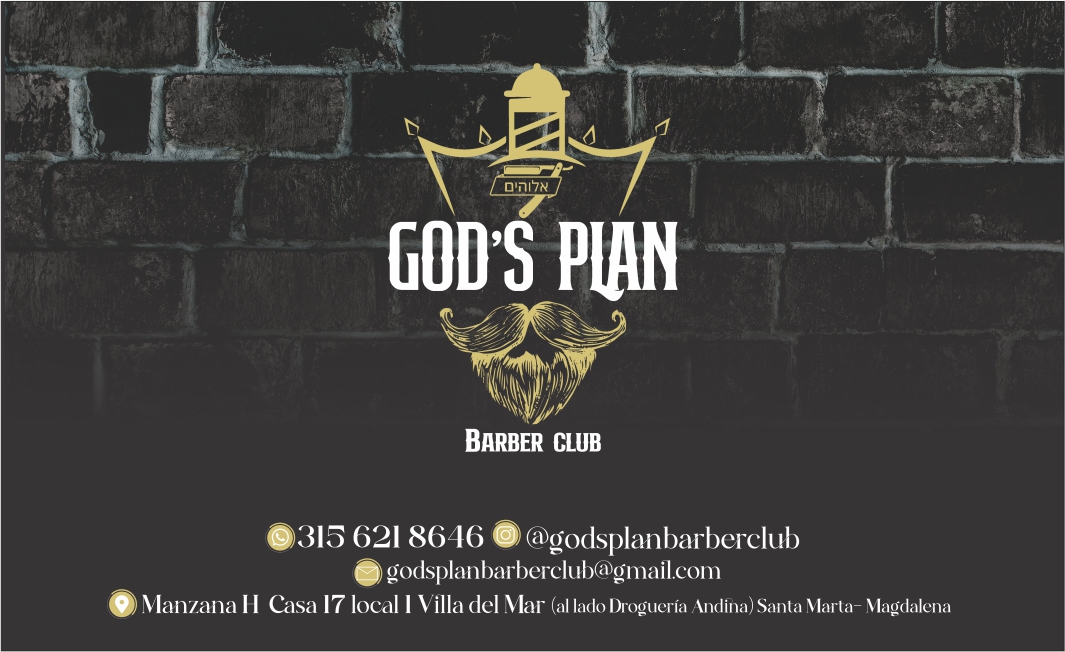 אלוהים
GOD'S PLAN
BARBER CLUB
315 621 8646 @godsplanbarberclub
godsplanbarberclub@gmail.com
Manzana H Casa 17 local 1 Villa del Mar (al lado Droguería Andina) Santa Marta- Magdalena